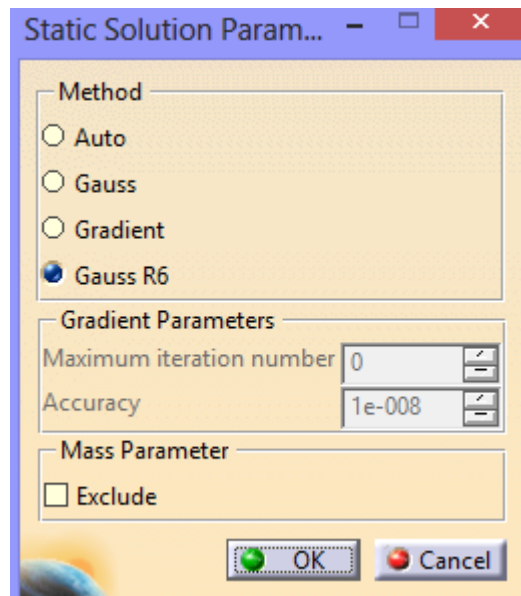 Static Solution Param...
Method
Auto
Gauss
Gradient
Gauss R6
Gradient Parameters
Maximum iteration number 0
Accuracy 1e-008
Mass Parameter
Exclude
OK Cancel